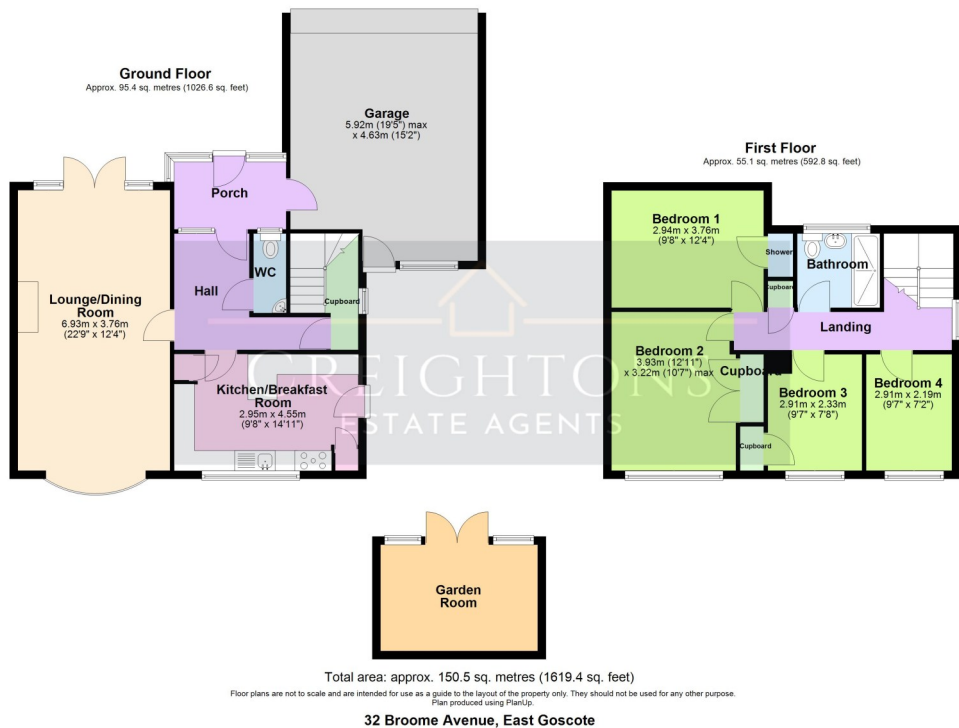 Ground Floor
Approx. 95.4 sq. metres (1026.6 sq. feet)
Garage
5.92m (19'5") max
x 4.63m (15'2")
Porch
WC
Hall
Cupboard
Lounge/Dining
Room
6.93m x 3.76m
(22'9" x 12'4")
Kitchen/Breakfast
Room
2.95m x 4.55m
(9'8" x 14'11")
First Floor
Approx. 55.1 sq. metres (592.8 sq. feet)
Bedroom 1
2.94m x 3.76m
(9'8" x 12'4")
Shower
Bathroom
Cupboard
Landing
Bedroom 2
3.93m (12'11")
x 3.22m (10'7") max
Cupboard
Bedroom 3
2.91m x 2.33m
(9'7" x 7'8")
Bedroom 4
2.91m x 2.19m
(9'7" x 7'2")
Cupboard
CREIGHTONS
ESTATE AGENTS
Garden
Room
Total area: approx. 150.5 sq. metres (1619.4 sq. feet)
Floor plans are not to scale and are intended for use as a guide to the layout of the property only. They should not be used for any other purpose.
Plan produced using PlanUp.
32 Broome Avenue, East Goscote